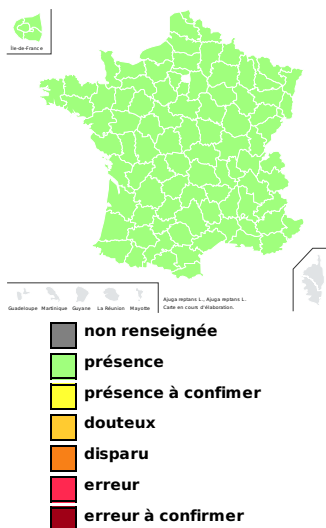 Île-de-France
Guadeloupe Martinique Guyane La Réunion Mayotte
Ajuga reptans L., Ajuga reptans L.
Carte en cours d'élaboration.
non renseignée
présence
présence à confimer
douteux
disparu
erreur
erreur à confirmer